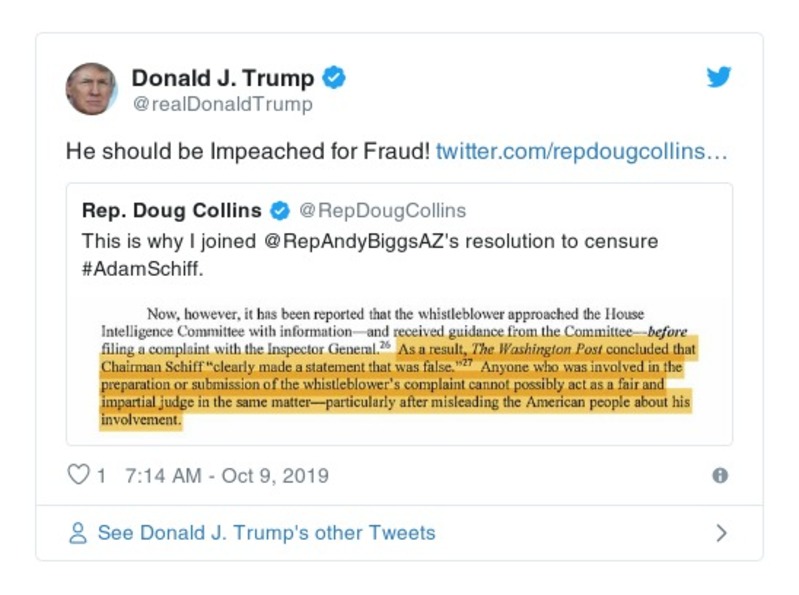 Donald J. Trump
@realDonaldTrump
He should be Impeached for Fraud! twitter.com/repdougcollins…
Rep. Doug Collins @RepDougCollins
This is why I joined @RepAndyBiggsAZ's resolution to censure
#AdamSchiff.
Now, however, it has been reported that the whistleblower approached the House
Intelligence Committee with information—and received guidance from the Committee—before
filing a complaint with the Inspector General.26 As a result, The Washington Post concluded that
Chairman Schiff "clearly made a statement that was false."27 Anyone who was involved in the
preparation or submission of the whistleblower's complaint cannot possibly act as a fair and
impartial judge in the same matter—particularly after misleading the American people about his
involvement.
1 7:14 AM - Oct 9, 2019
See Donald J. Trump's other Tweets